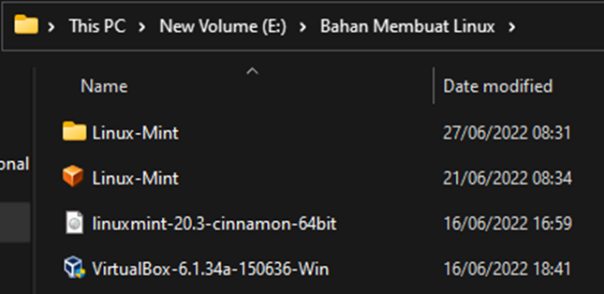 This PC > New Volume (E:) > Bahan Membuat Linux >
Name Date modified
Linux-Mint 27/06/2022 08:31
onal
Linux-Mint 21/06/2022 08:34
linuxmint-20.3-cinnamon-64bit 16/06/2022 16:59
VirtualBox-6.1.34a-150636-Win 16/06/2022 18:41